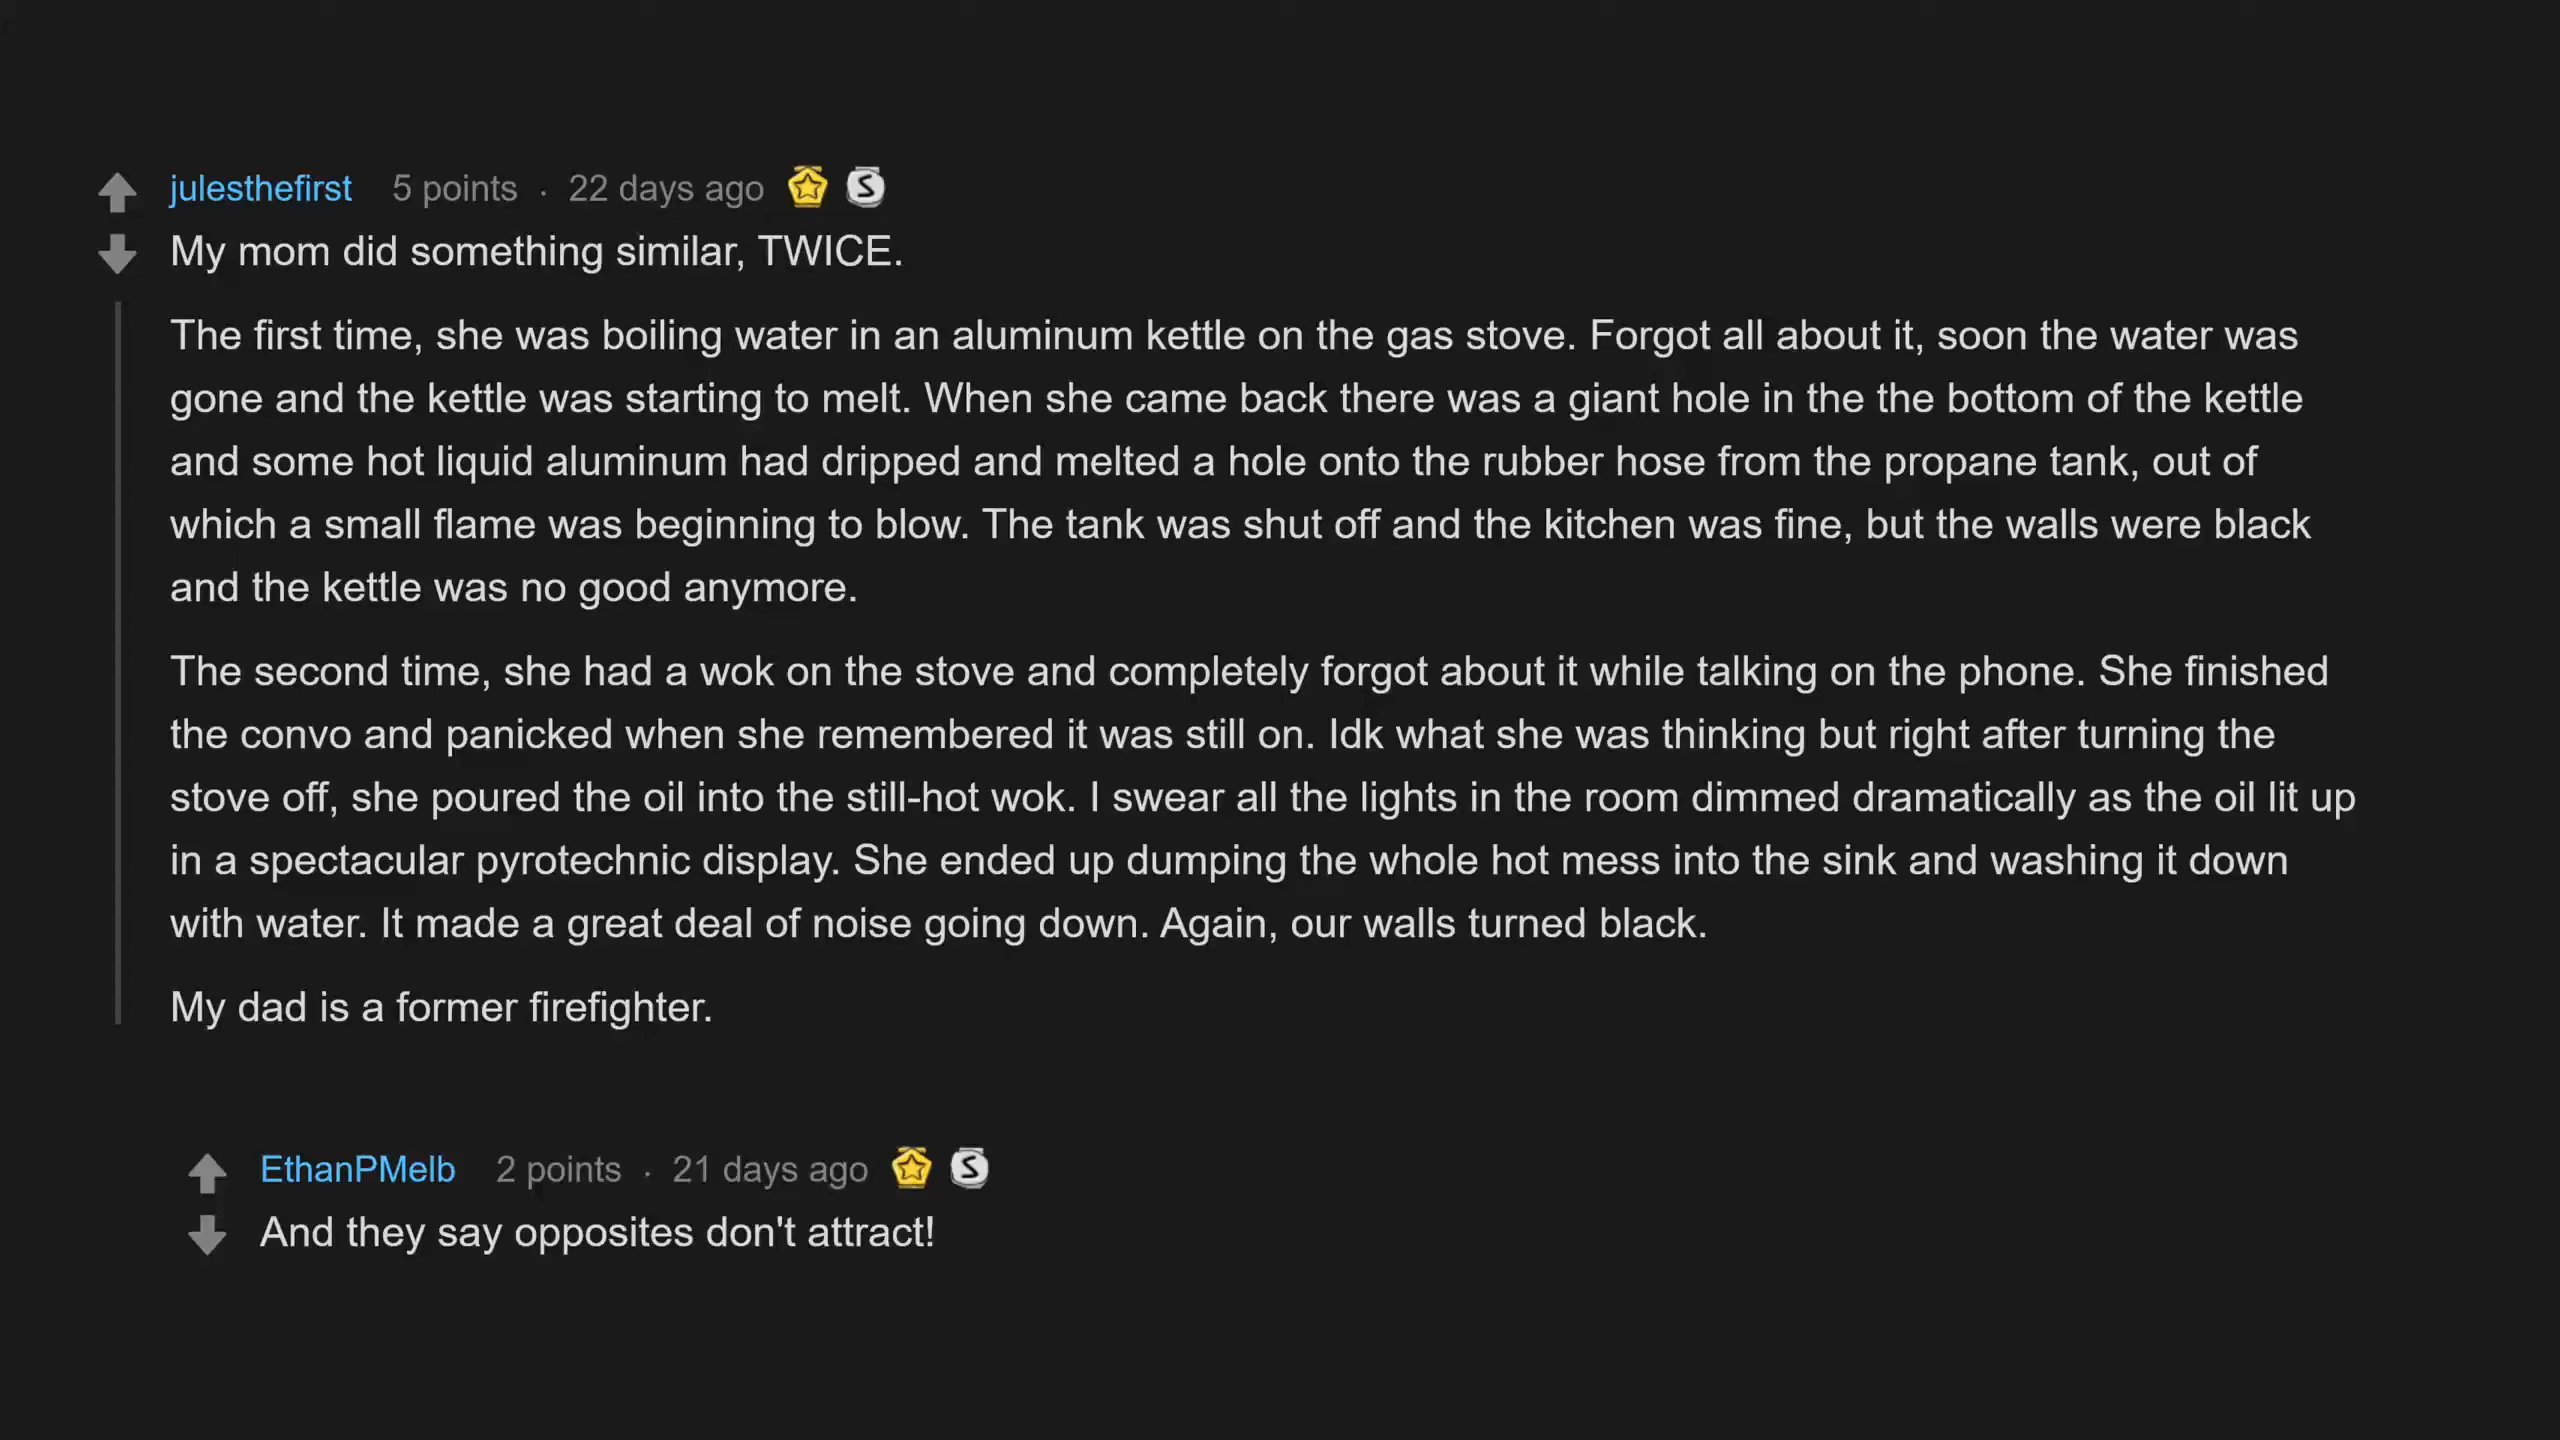 julesthefirst 5 points · 22 days ago
My mom did something similar, TWICE.
The first time, she was boiling water in an aluminum kettle on the gas stove. Forgot all about it, soon the water was
gone and the kettle was starting to melt. When she came back there was a giant hole in the the bottom of the kettle
and some hot liquid aluminum had dripped and melted a hole onto the rubber hose from the propane tank, out of
which a small flame was beginning to blow. The tank was shut off and the kitchen was fine, but the walls were black
and the kettle was no good anymore.
The second time, she had a wok on the stove and completely forgot about it while talking on the phone. She finished
the convo and panicked when she remembered it was still on. Idk what she was thinking but right after turning the
stove off, she poured the oil into the still-hot wok. I swear all the lights in the room dimmed dramatically as the oil lit up
in a spectacular pyrotechnic display. She ended up dumping the whole hot mess into the sink and washing it down
with water. It made a great deal of noise going down. Again, our walls turned black.
My dad is a former firefighter.
EthanPMelb 2 points · 21 days ago
And they say opposites don't attract!